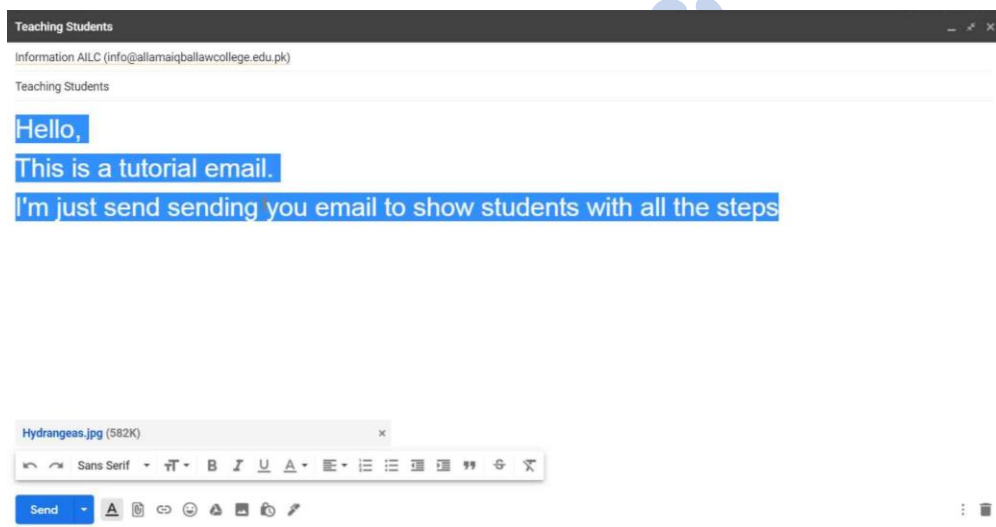 Teaching Students
Information AILC (info@allamaiqballawcollege.edu.pk)
Teaching Students
Hello,
This is a tutorial email.
I'm just send sending you email to show students with all the steps
Hydrangeas.jpg (582K)
Sans Serif
Send